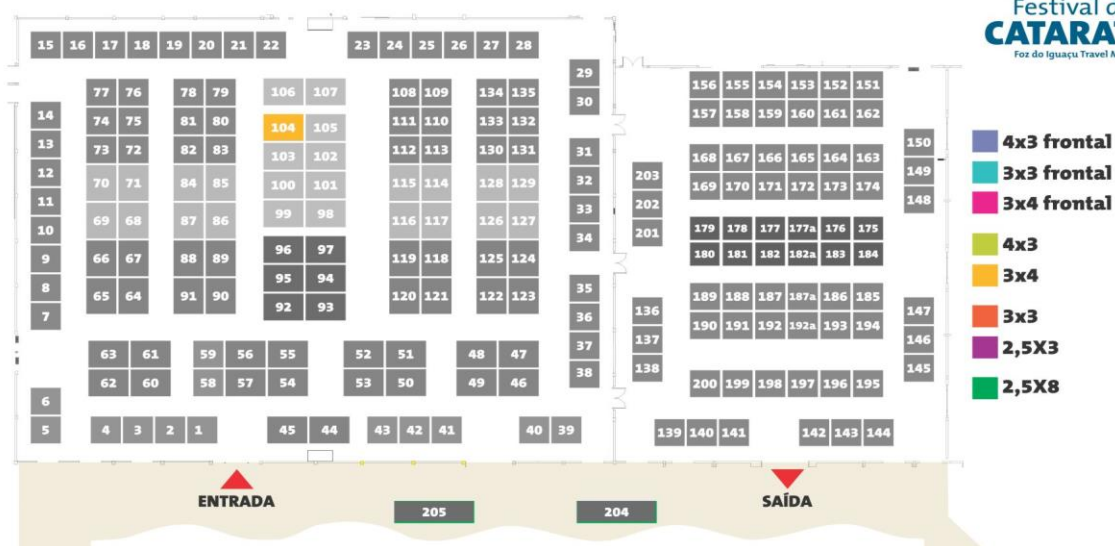 Festival d
CATARA
Foz do Iguaçu Travel M
15 16 17 18 19 20 21 22
23 24 25 26 27 28
29
30
31
32
33
34
35
36
37
38
14
13
12
11
10
9
8
7
6
5
77 76
74 75
73 72
70 71
69 68
66 67
65 64
78 79
81 80
82 83
84 85
87 86
88 89
91 90
106 107
104 105
103 102
100 101
99 98
96 97
95 94
92 93
108 109
111 110
112 113
115 114
116 117
119 118
120 121
134 135
133 132
130 131
128 129
126 127
125 124
122 123
63 61
62 60
59 56 55
58 57 54
52 51
53 50
48 47
49 46
4 3 2 1
45 44
43 42 41
40 39
156 155 154 153 152 151
157 158 159 160 161 162
168 167 166 165 164 163
169 170 171 172 173 174
179 178 177 177a 176 175
180 181 182 182a 183 184
189 188 187 187a 186 185
190 191 192 192a 193 194
200 199 198 197 196 195
203
202
201
136
137
138
150
149
148
147
146
145
139 140 141
142 143 144
ENTRADA
SAÍDA
205
204
4x3 frontal
3x3 frontal
3x4 frontal
4x3
3x4
3x3
2,5X3
2,5X8